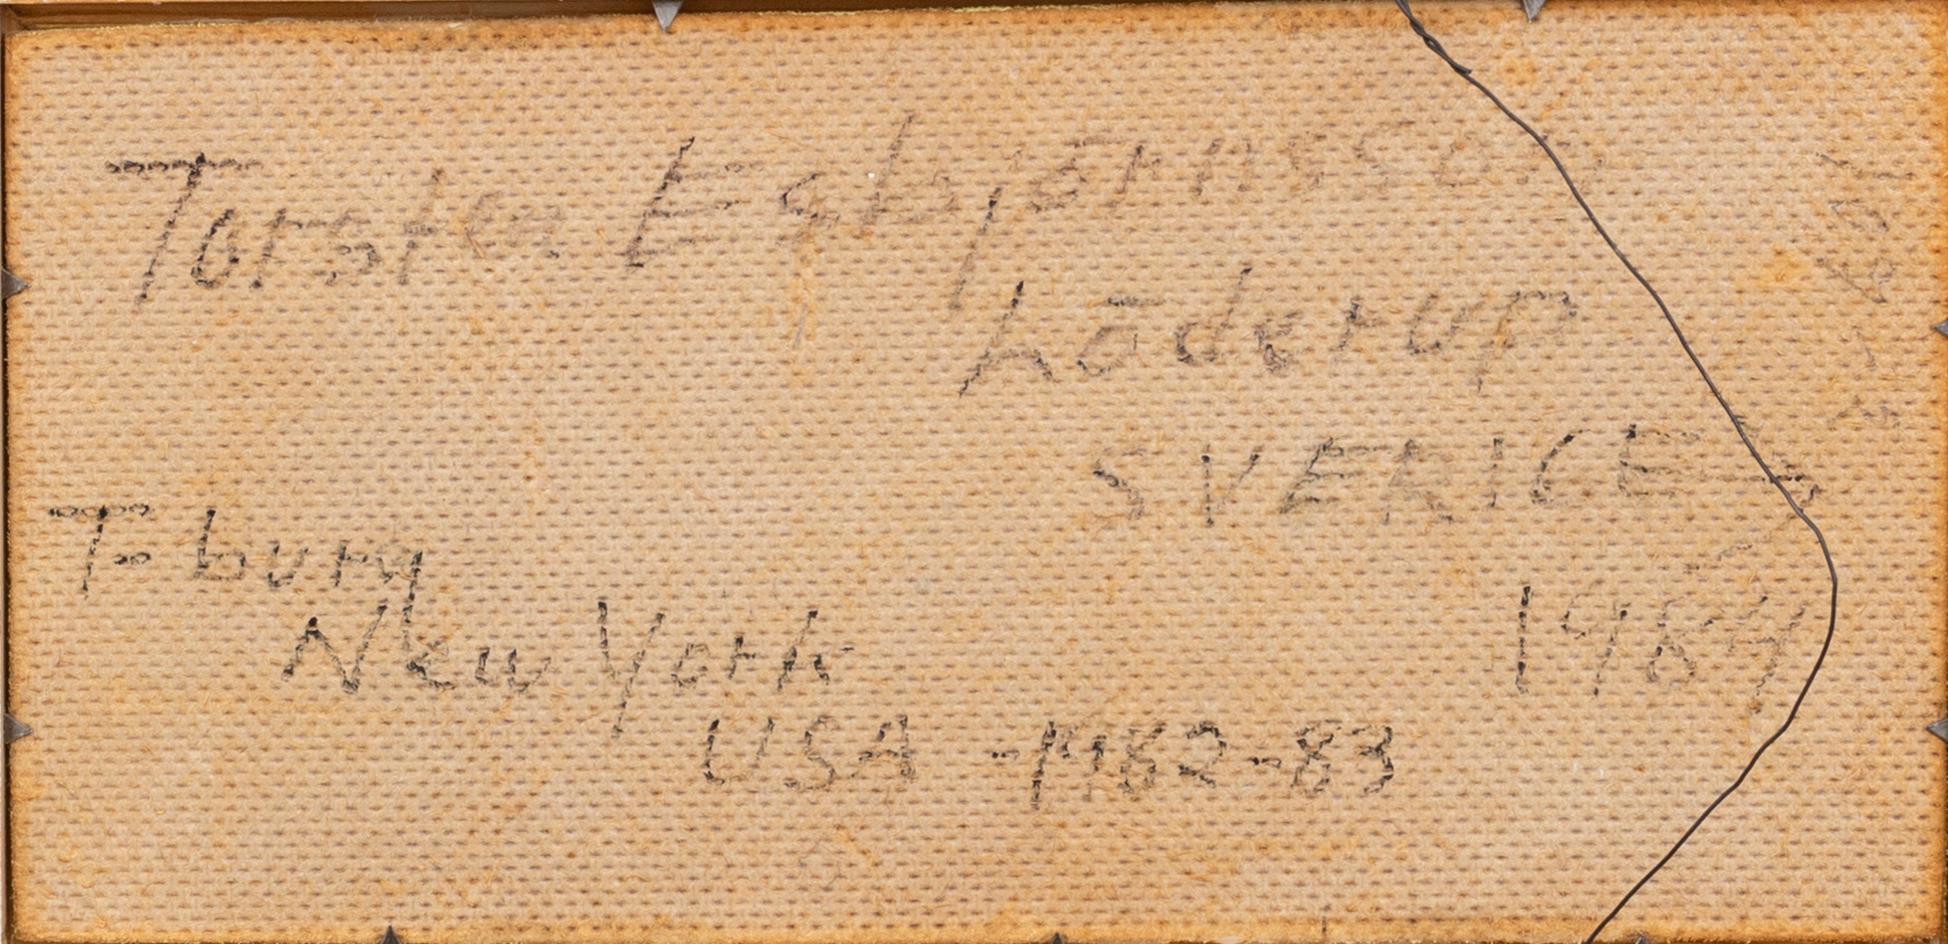 Torsten Esbjörnsson
Löderup
SVERIGE
T-burg
New York
1984
USA -1982-83